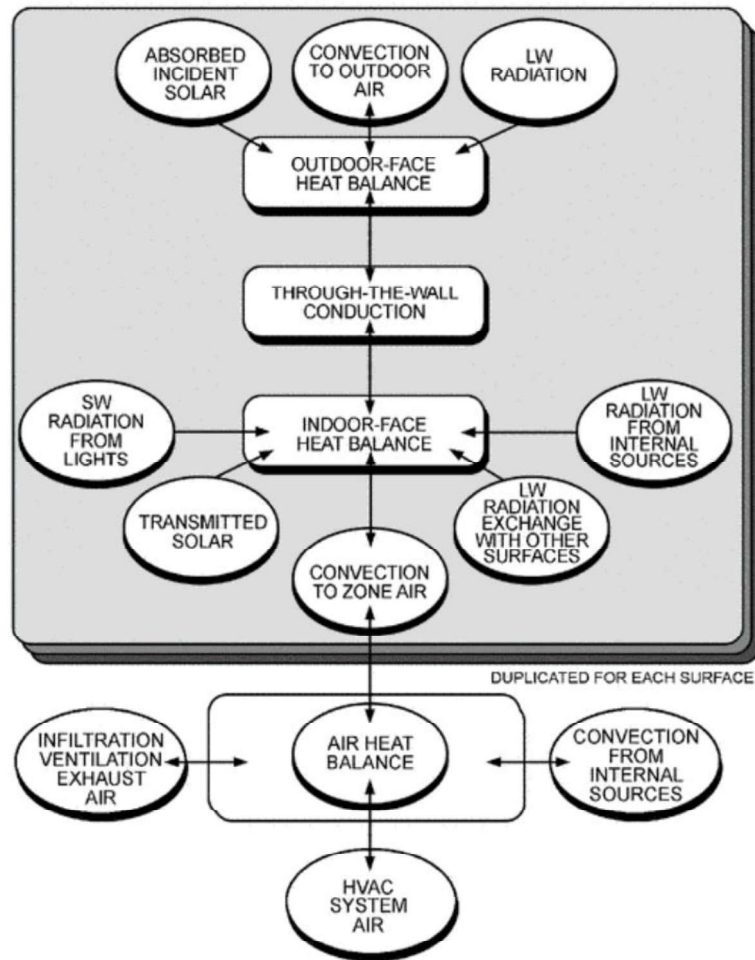 ABSORBED
INCIDENT
SOLAR
CONVECTION
TO OUTDOOR
AIR
LW
RADIATION
OUTDOOR-FACE
HEAT BALANCE
THROUGH-THE-WALL
CONDUCTION
SW
RADIATION
FROM
LIGHTS
INDOOR-FACE
HEAT BALANCE
LW
RADIATION
FROM
INTERNAL
SOURCES
TRANSMITTED
SOLAR
LW
RADIATION
EXCHANGE
WITH OTHER
SURFACES
CONVECTION
TO ZONE AIR
DUPLICATED FOR EACH SURFACE
INFILTRATION
VENTILATION
EXHAUST
AIR
AIR HEAT
BALANCE
CONVECTION
FROM
INTERNAL
SOURCES
HVAC
SYSTEM
AIR